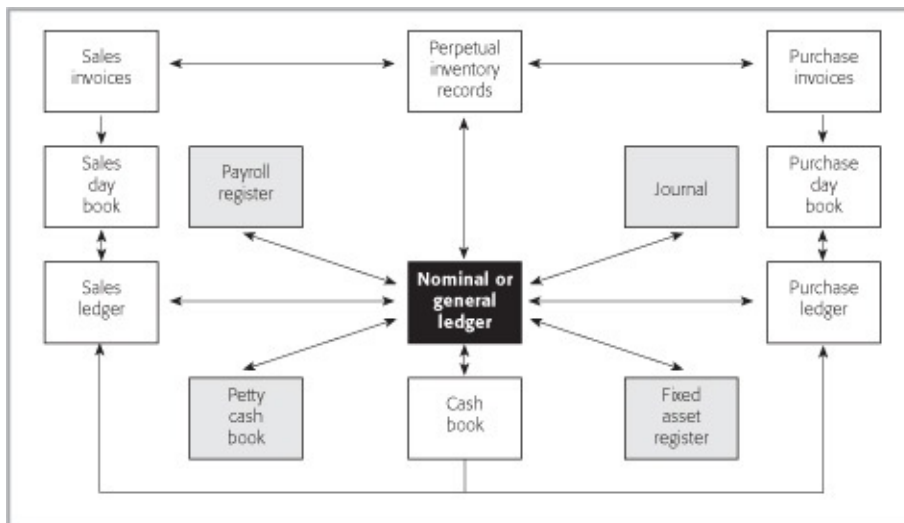 Sales
invoices
Perpetual
inventory
records
Purchase
invoices
Sales
day
book
Payroll
register
Journal
Purchase
day
book
Sales
ledger
Nominal or
general
ledger
Purchase
ledger
Petty
cash
book
Cash
book
Fixed
asset
register